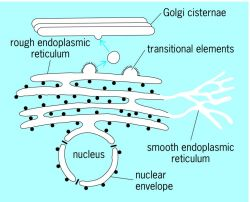 Golgi cisternae
rough endoplasmic
reticulum
transitional elements
nucleus
smooth endoplasmic
reticulum
nuclear
envelope